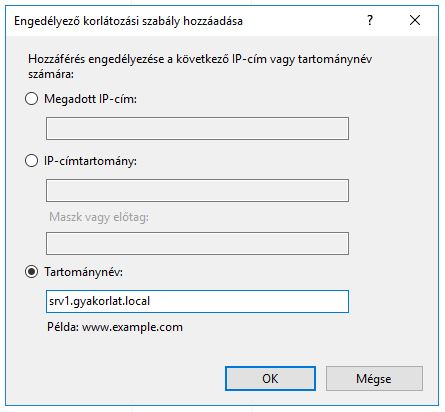 Engedélyező korlátozási szabály hozzáadása
?
Hozzáférés engedélyezése a következő IP-cím vagy tartománynév
számára:
Megadott IP-cím:
IP-címtartomány:
Maszk vagy előtag:
Tartománynév:
srv1.gyakorlat.local
Példa: www.example.com
OK Mégse